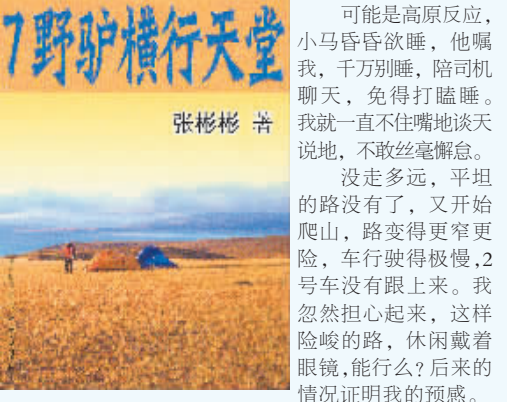 7野驴横行天堂
张彬彬 著
可能是高原反应，
小马昏昏欲睡，他嘱
我，千万别睡，陪司机
聊天，免得打瞌睡。
我就一直不住嘴地谈天
说地，不敢丝毫懈怠。
没走多远，平坦
的路没有了，又开始
爬山，路变得更窄更
险，车行驶得极慢,2
号车没有跟上来。我
忽然担心起来，这样
险峻的路，休闲戴着
眼镜,能行么？后来的
情况证明我的预感。